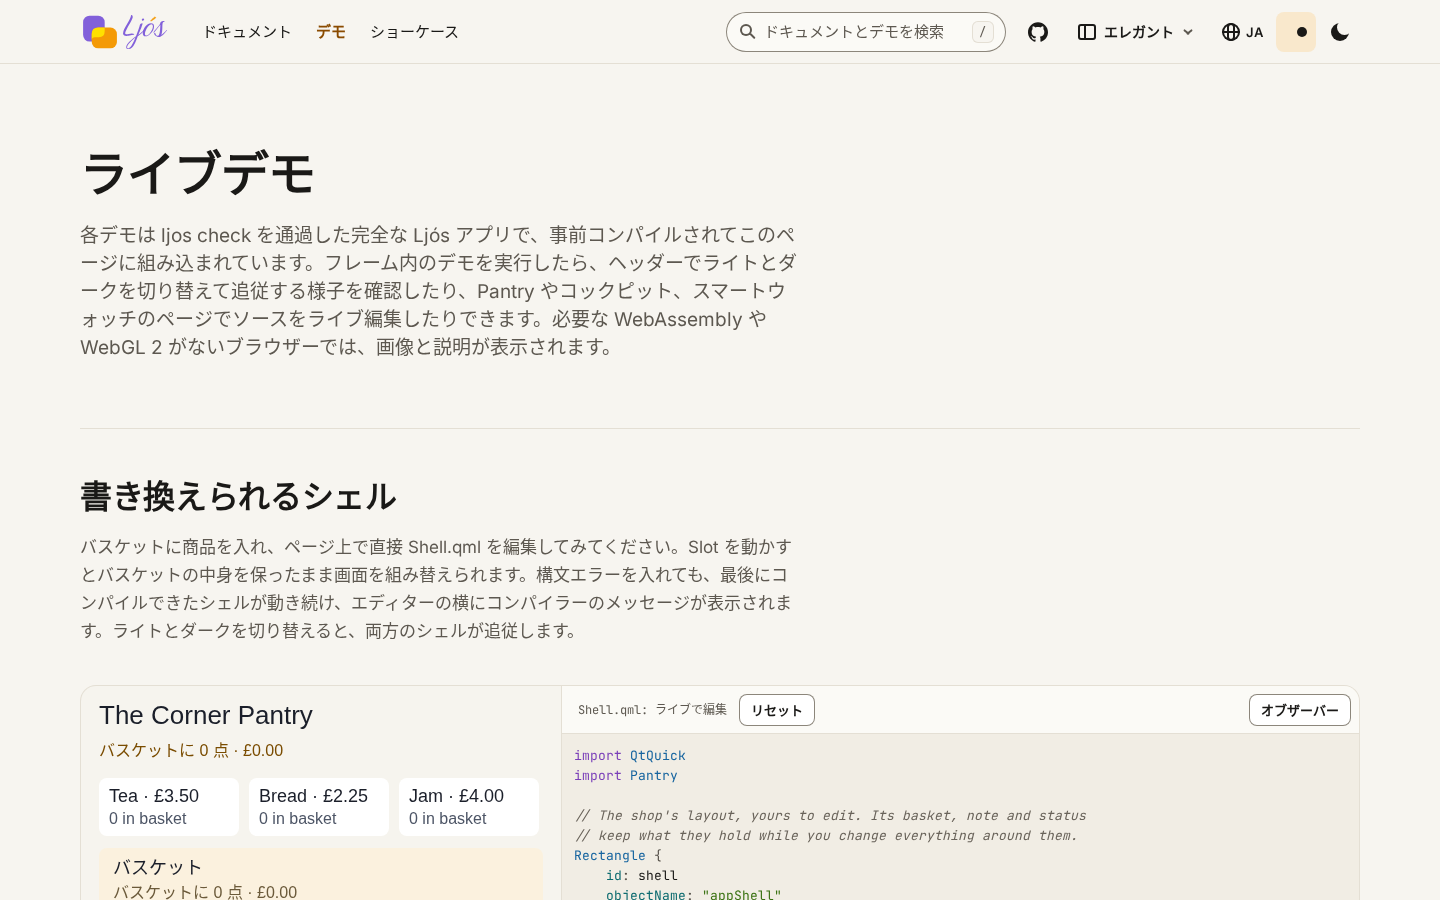 Ljós
ドキュメント
デモ
ショーケース
ドキュメントとデモを検索
/
エレガント
JA
ライブデモ
各デモは ljos check を通過した完全な Ljós アプリで、事前コンパイルされてこのペ
ージに組み込まれています。フレーム内のデモを実行したら、ヘッダーでライトとダ
ークを切り替えて追従する様子を確認したり、Pantry やコックピット、スマートウ
ォッチのページでソースをライブ編集したりできます。必要な WebAssembly や
WebGL 2 がないブラウザーでは、画像と説明が表示されます。
書き換えられるシェル
バスケットに商品を入れ、ページ上で直接 Shell.qml を編集してみてください。Slot を動かす
とバスケットの中身を保ったまま画面を組み替えられます。構文エラーを入れても、最後にコ
ンパイルできたシェルが動き続け、エディターの横にコンパイラーのメッセージが表示されま
す。ライトとダークを切り替えると、両方のシェルが追従します。
The Corner Pantry
バスケットに 0 点 · £0.00
Tea · £3.50
0 in basket
Bread · £2.25
0 in basket
Jam · £4.00
0 in basket
バスケット
バスケットに 0 点 · £0.00
Shell.qml: ライブで編集
リセット
オブザーバー
import QtQuick
import Pantry
// The shop's layout, yours to edit. Its basket, note and status
// keep what they hold while you change everything around them.
Rectangle {
id: shell
objectName: "appShell"